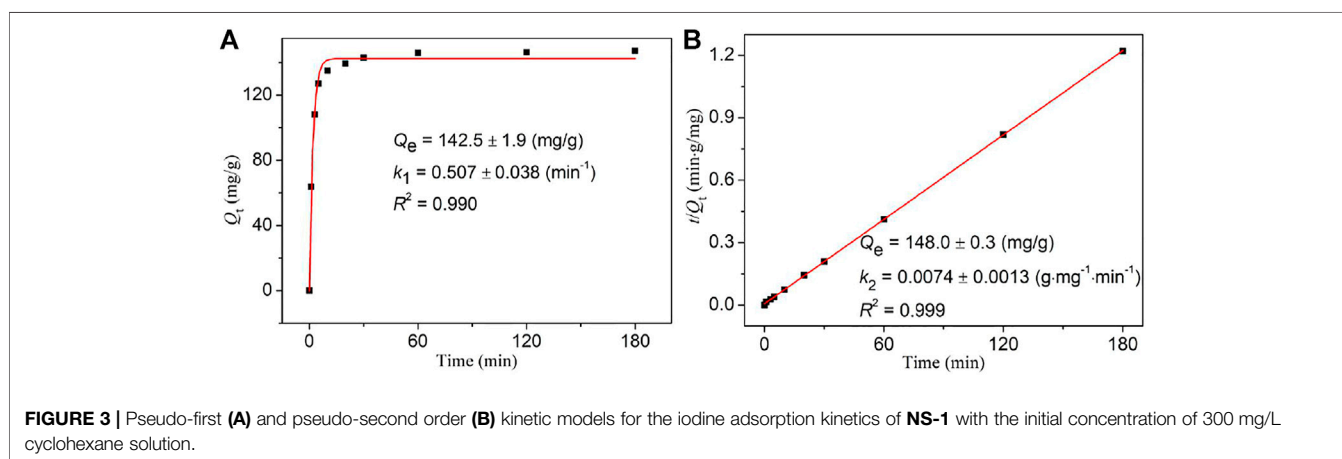 A
Qt (mg/g)
140
120
80
40
0
Qe = 142.5 ± 1.9 (mg/g)
k1 = 0.507 ± 0.038 (min-1)
R2 = 0.990
0 60 120 180
Time (min)
B
t/Qt (min·g/mg)
1.2
0.9
0.6
0.3
0.0
Qe = 148.0 ± 0.3 (mg/g)
k2 = 0.0074 ± 0.0013 (g·mg-1·min-1)
R2 = 0.999
0 60 120 180
Time (min)
FIGURE 3 | Pseudo-first (A) and pseudo-second order (B) kinetic models for the iodine adsorption kinetics of NS-1 with the initial concentration of 300 mg/L
cyclohexane solution.